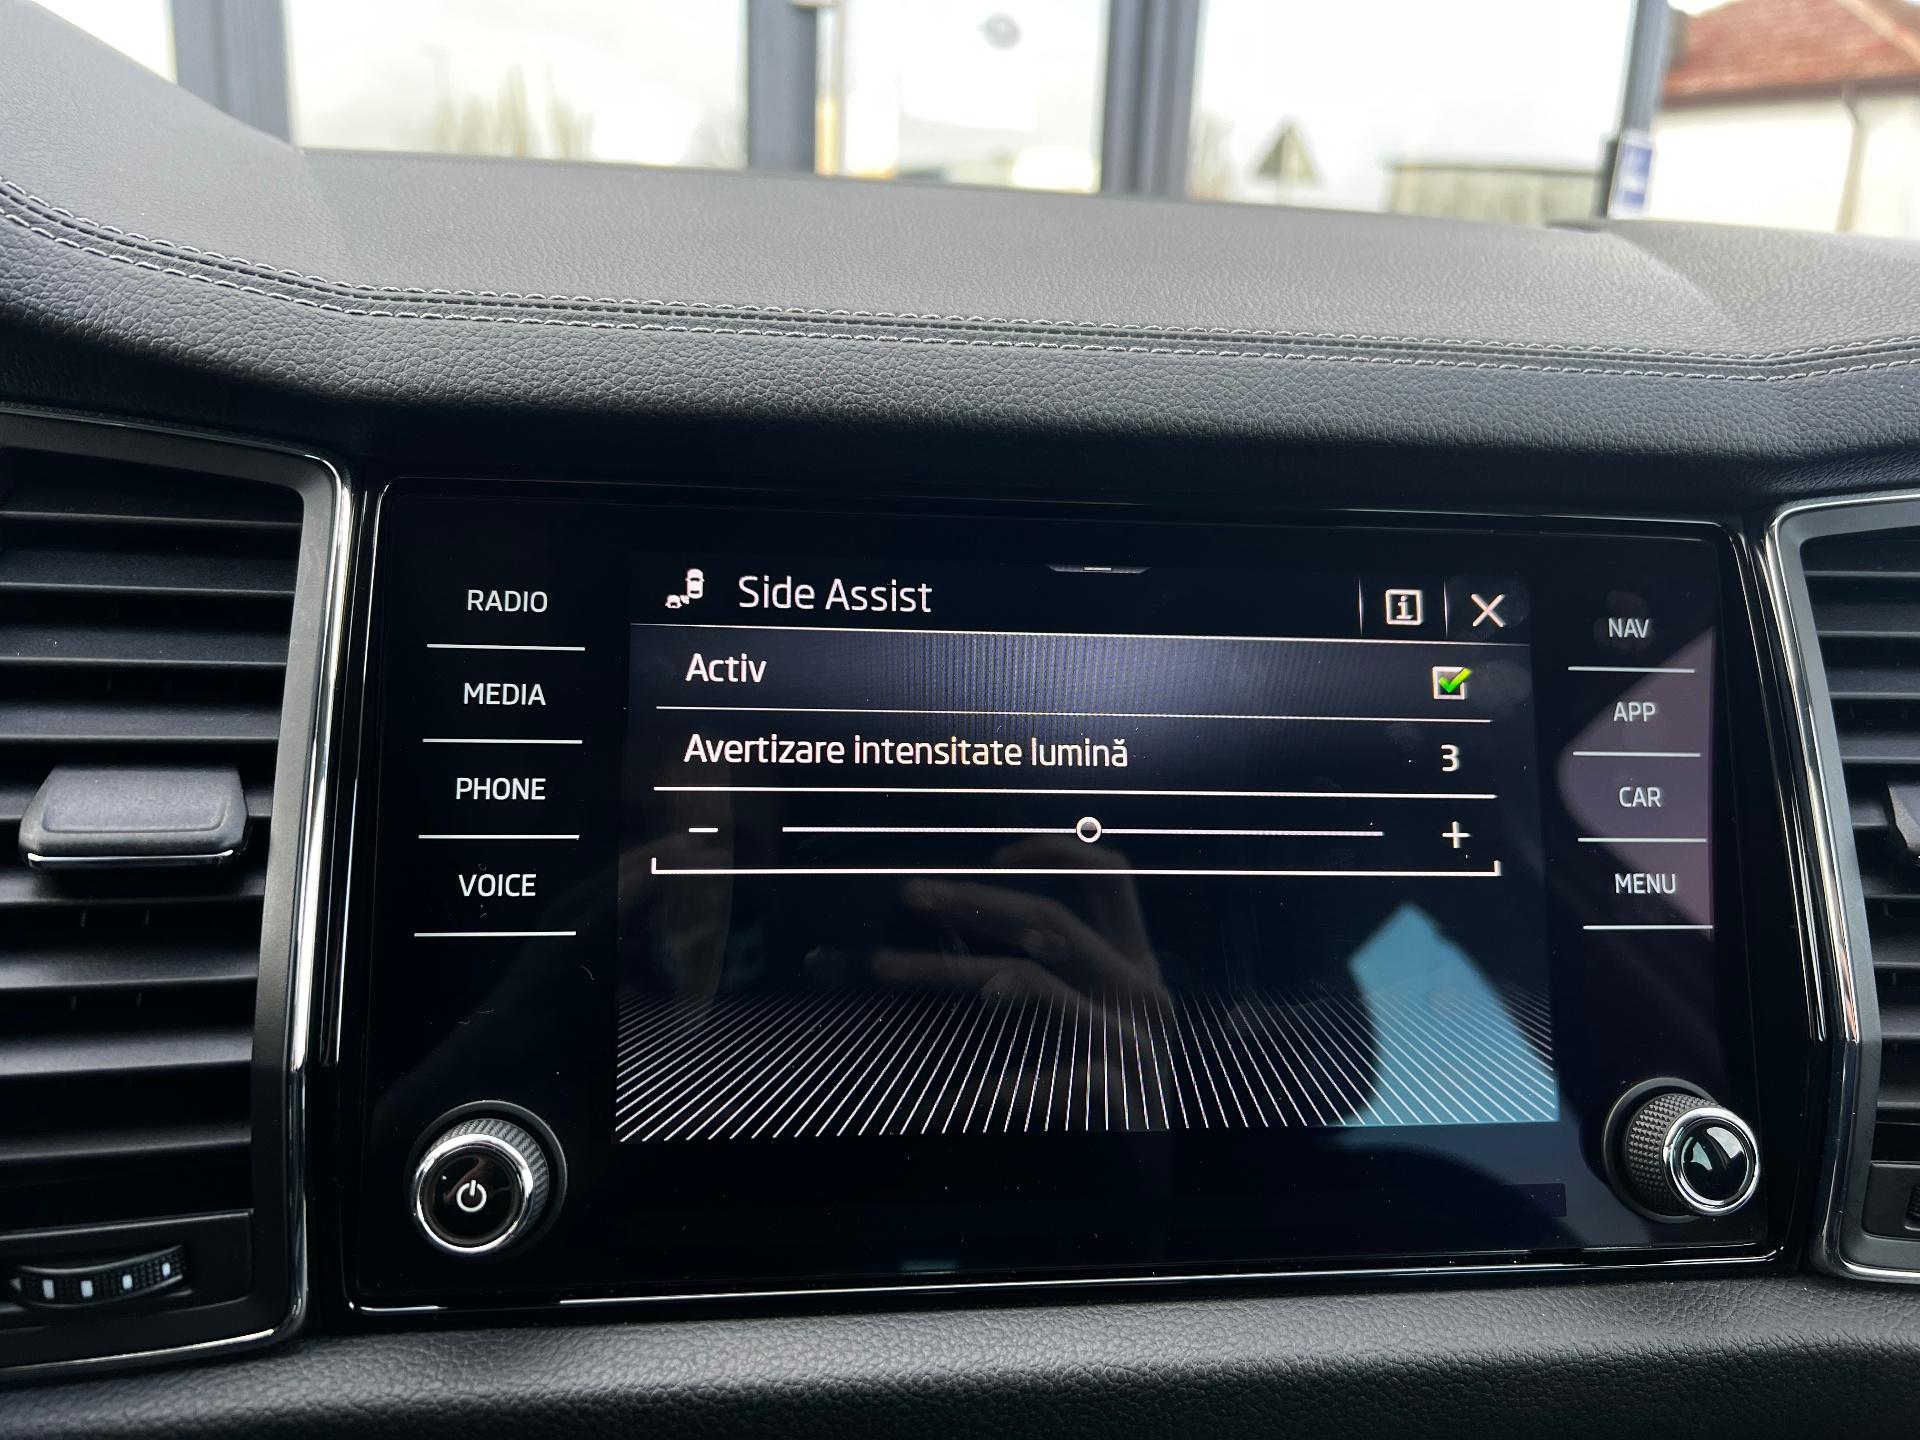 RADIO
MEDIA
PHONE
VOICE
Side Assist
Activ
Avertizare intensitate lumină 3
NAV
APP
CAR
MENU